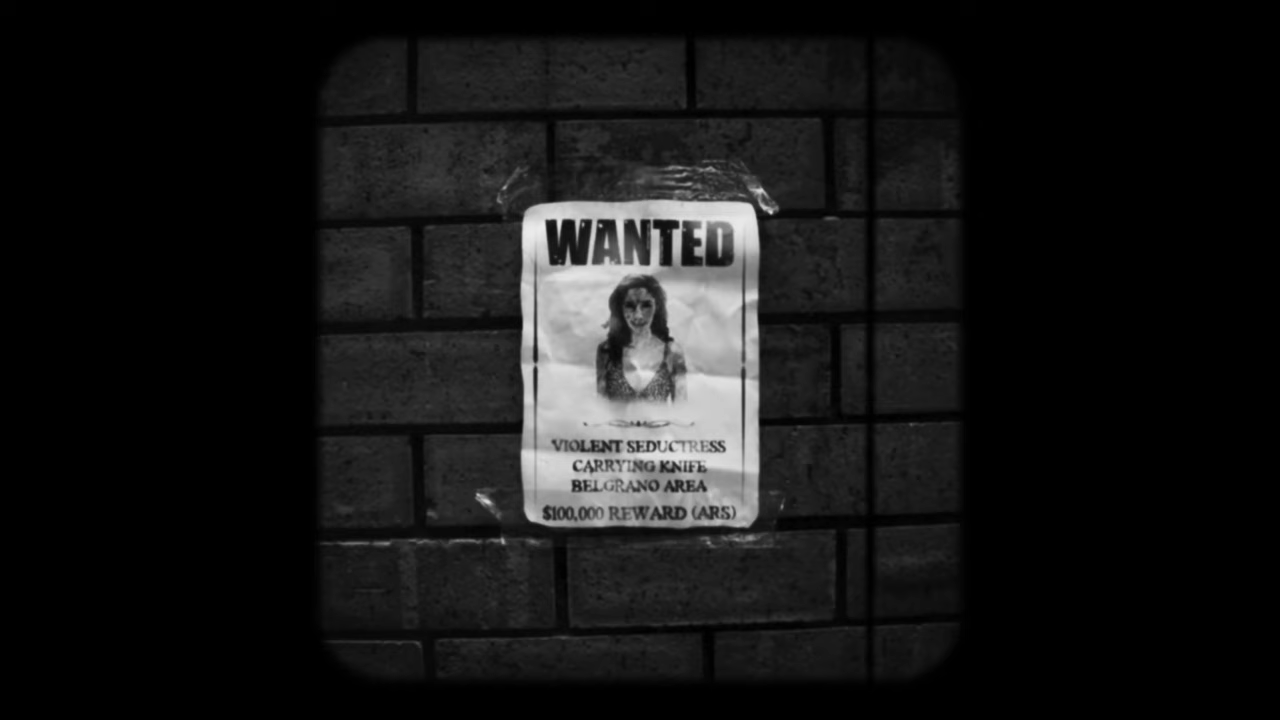 WANTED
VIOLENT SEDUCTRESS
CARRYING KNIFE
BELGRANO AREA
$100,000 REWARD (ARS)